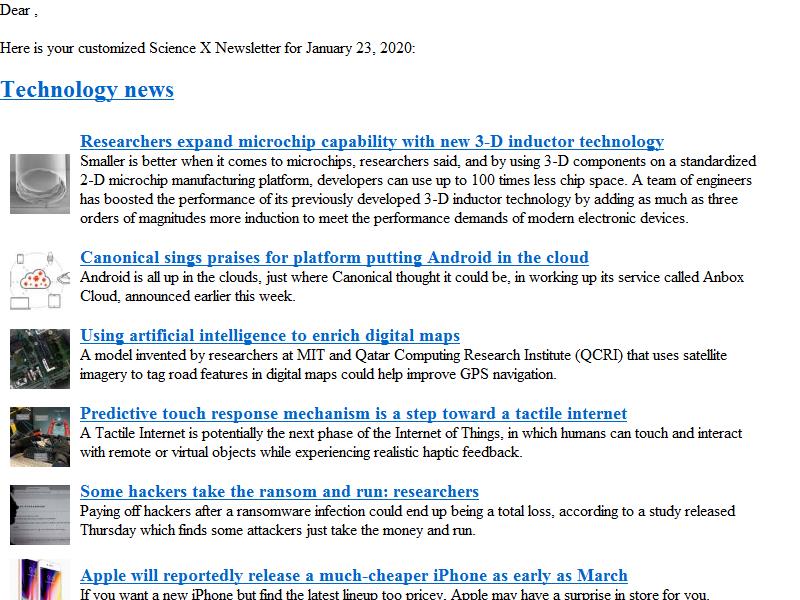 Dear ,
Here is your customized Science X Newsletter for January 23, 2020:
Technology news
Researchers expand microchip capability with new 3-D inductor technology
Smaller is better when it comes to microchips, researchers said, and by using 3-D components on a standardized
2-D microchip manufacturing platform, developers can use up to 100 times less chip space. A team of engineers
has boosted the performance of its previously developed 3-D inductor technology by adding as much as three
orders of magnitudes more induction to meet the performance demands of modern electronic devices.
Canonical sings praises for platform putting Android in the cloud
Android is all up in the clouds, just where Canonical thought it could be, in working up its service called Anbox
Cloud, announced earlier this week.
Using artificial intelligence to enrich digital maps
A model invented by researchers at MIT and Qatar Computing Research Institute (QCRI) that uses satellite
imagery to tag road features in digital maps could help improve GPS navigation.
Predictive touch response mechanism is a step toward a tactile internet
A Tactile Internet is potentially the next phase of the Internet of Things, in which humans can touch and interact
with remote or virtual objects while experiencing realistic haptic feedback.
Some hackers take the ransom and run: researchers
Paying off hackers after a ransomware infection could end up being a total loss, according to a study released
Thursday which finds some attackers just take the money and run.
Apple will reportedly release a much-cheaper iPhone as early as March
If you want a new iPhone but find the latest lineup too pricey, Apple may have a surprise in store for you.